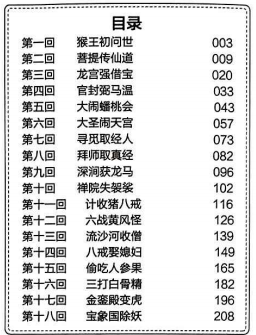 目录
第一回 猴王初问世 003
第二回 菩提传仙道 009
第三回 龙宫强借宝 020
第四回 官封弼马温 033
第五回 大闹蟠桃会 043
第六回 大圣闹天宫 057
第七回 寻觅取经人 073
第八回 拜师取真经 082
第九回 深涧获龙马 096
第十回 禅院失袈裟 102
第十一回 计收猪八戒 116
第十二回 六战黄风怪 126
第十三回 流沙河收僧 139
第十四回 八戒娶媳妇 149
第十五回 偷吃人参果 165
第十六回 三打白骨精 182
第十七回 金銮殿变虎 196
第十八回 宝象国除妖 208